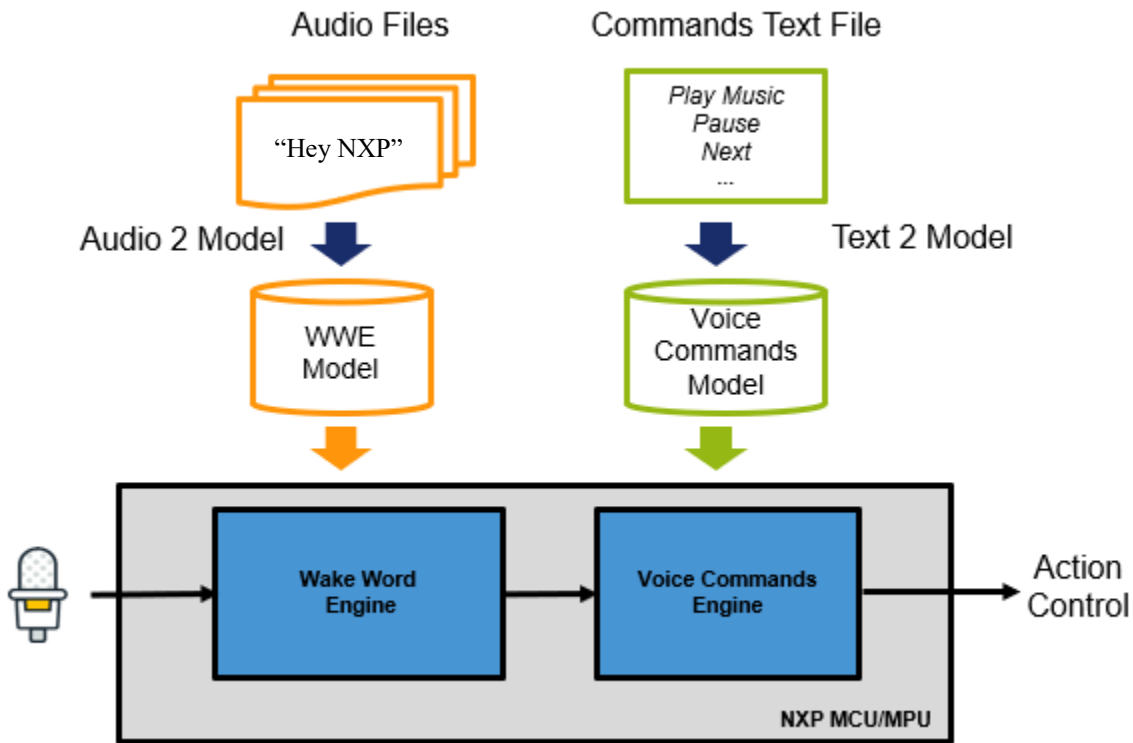 Audio Files
Commands Text File
“Hey NXP”
Play Music
Pause
Next
...
Audio 2 Model
Text 2 Model
WWE
Model
Voice
Commands
Model
Wake Word
Engine
Voice Commands
Engine
Action
Control
NXP MCU/MPU